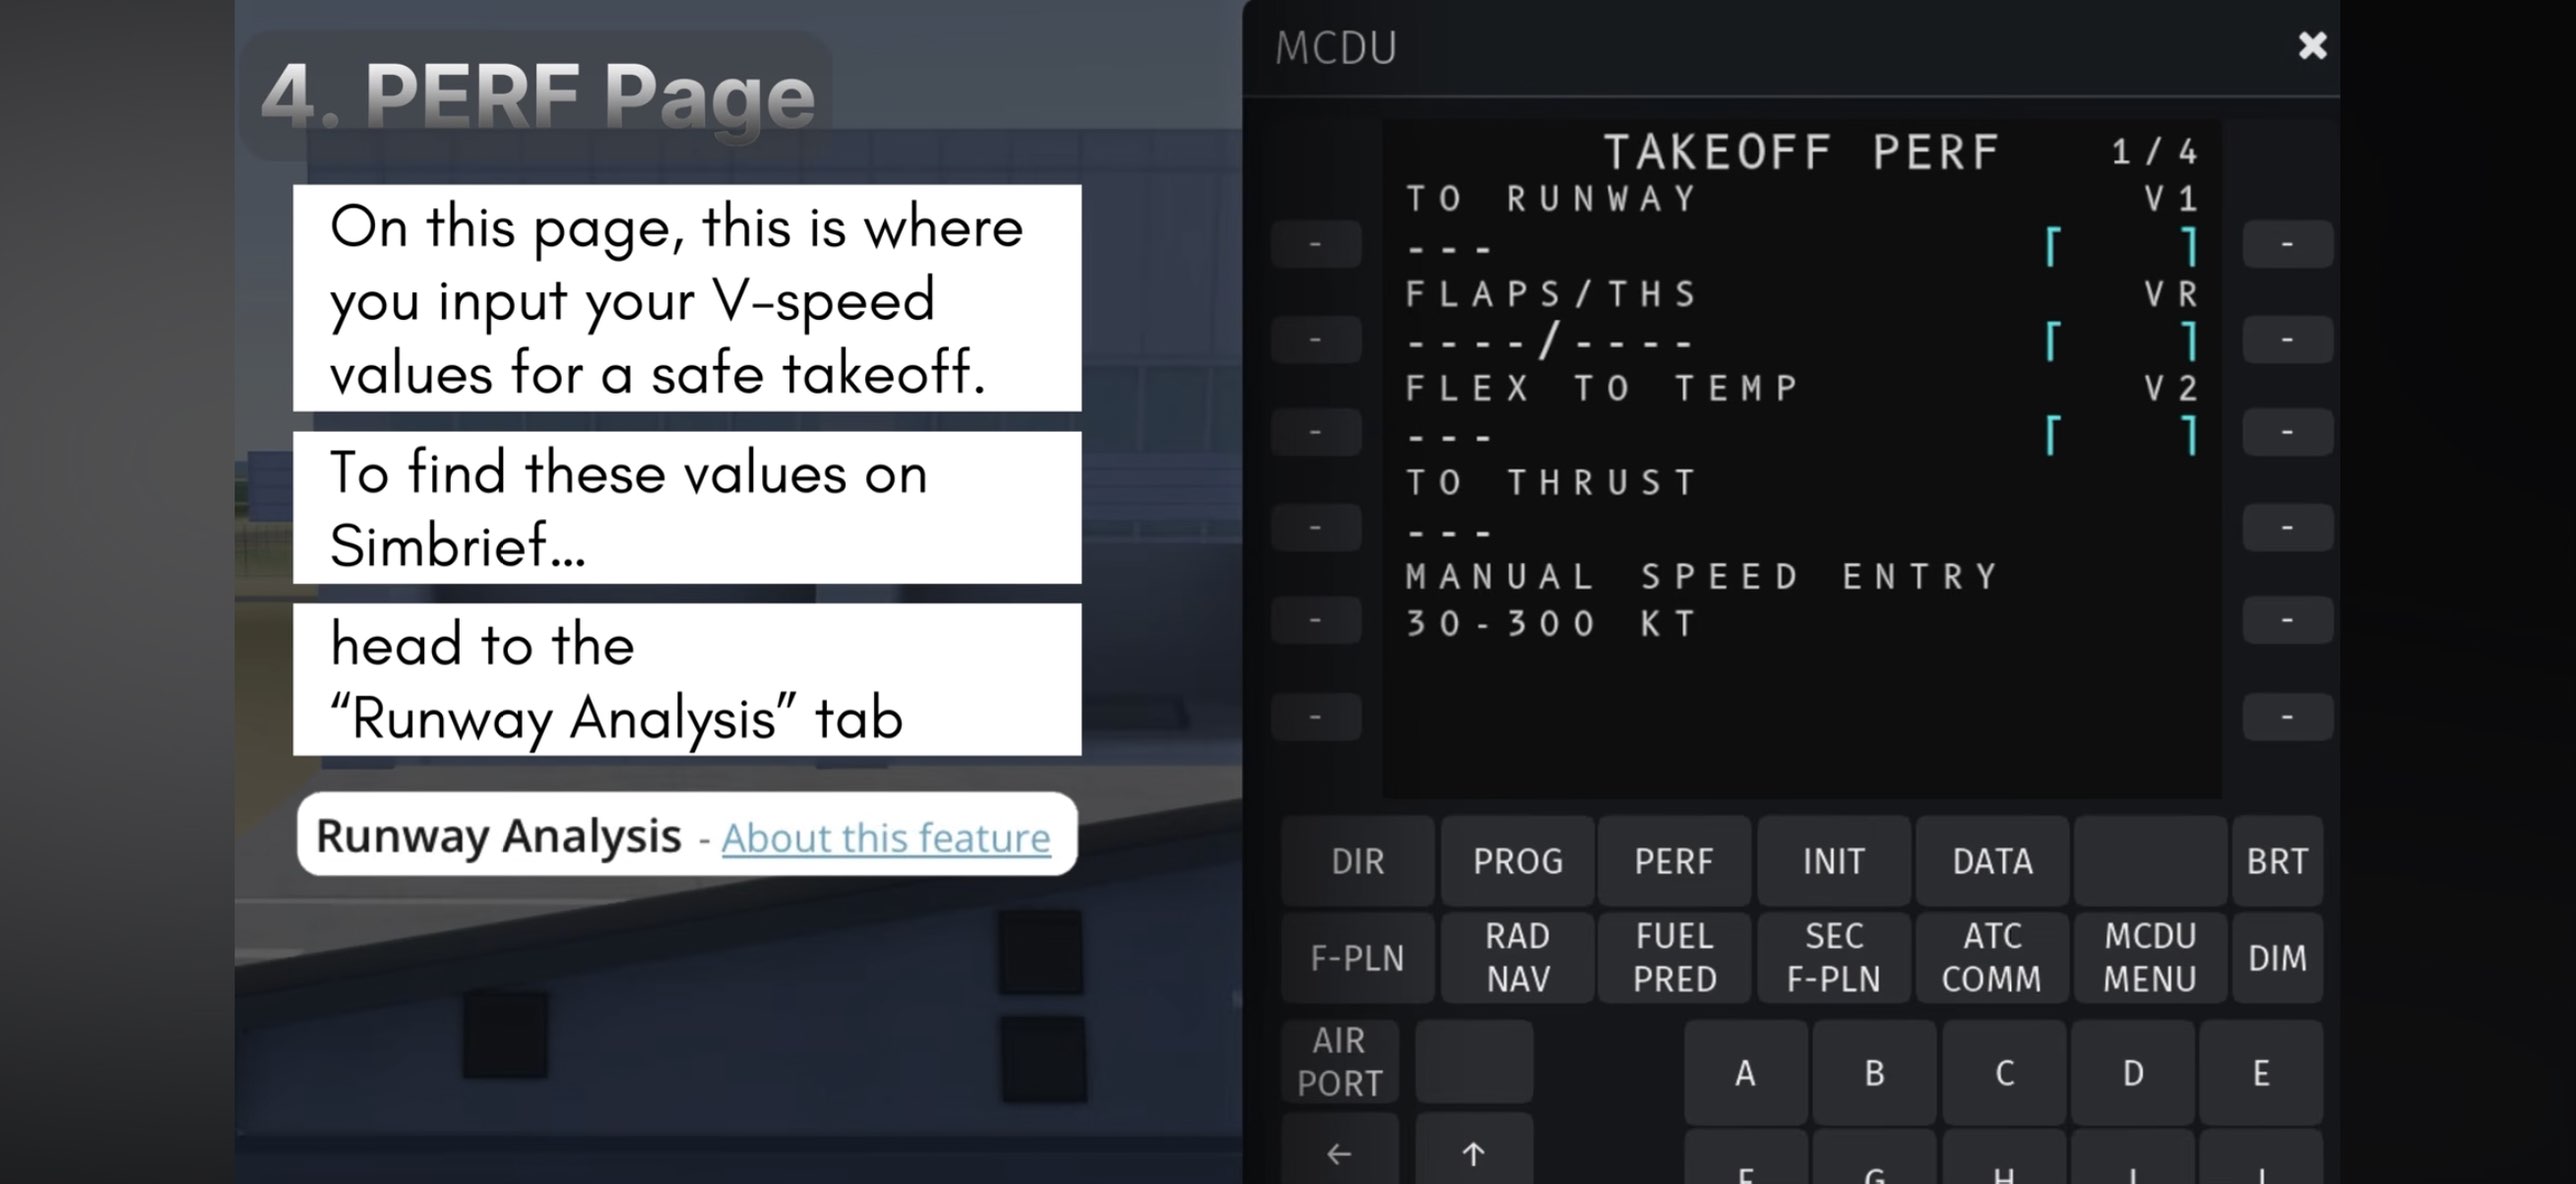 4. PERF Page
On this page, this is where
you input your V-speed
values for a safe takeoff.
To find these values on
Simbrief...
head to the
“Runway Analysis” tab
Runway Analysis - About this feature
MCDU ✖
TAKEOFF PERF 1/4
TO RUNWAY V1
--- [ ]
FLAPS/THS VR
----/---- [ ]
FLEX TO TEMP V2
--- [ ]
TO THRUST
---
MANUAL SPEED ENTRY
30-300 KT
DIR PROG PERF INIT DATA BRT
F-PLN RAD NAV FUEL PRED SEC F-PLN ATC COMM MCDU MENU DIM
AIR PORT A B C D E
← ↑